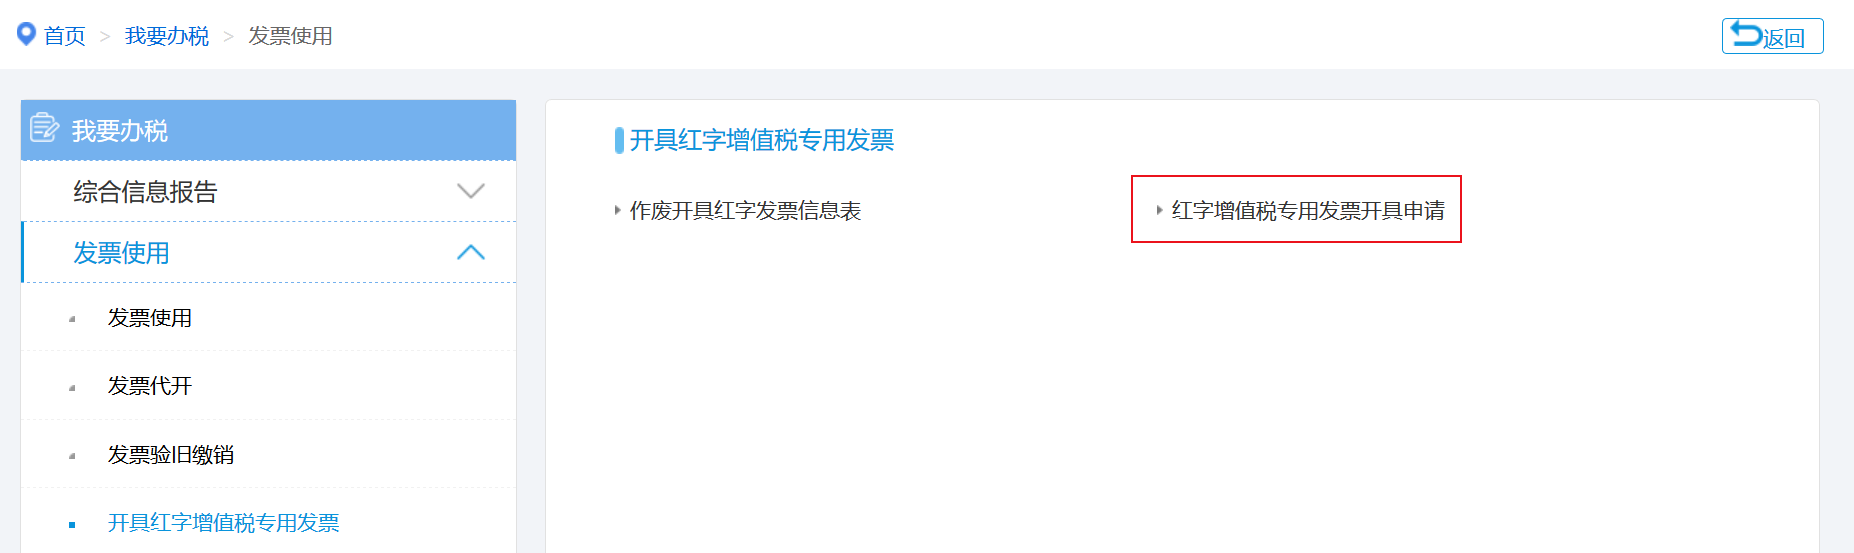 首页 > 我要办税 > 发票使用
返回
我要办税
综合信息报告
发票使用
发票使用
发票代开
发票验旧缴销
开具红字增值税专用发票
开具红字增值税专用发票
作废开具红字发票信息表
红字增值税专用发票开具申请